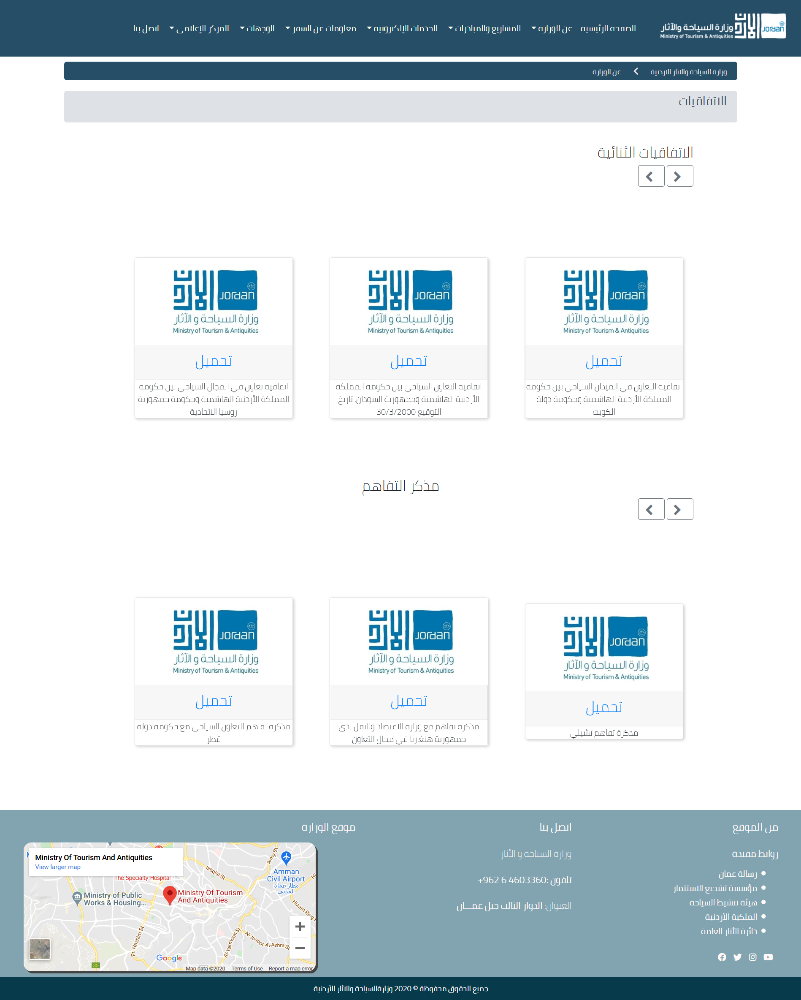 وزارة السياحة والآثار
Ministry of Tourism & Antiquities
الاردن
Jordan
الصفحة الرئيسية
عن الوزارة
المشاريع والمبادرات
الخدمات الإلكترونية
معلومات عن السفر
الوجهات
المركز الإعلامي
اتصل بنا
وزارة السياحة والاثار الاردنية
عن الوزارة
الاتفاقيات
الاتفاقيات الثنائية
الاردن
Jordan
وزارة السياحة و الآثار
Ministry of Tourism & Antiquities
تحميل
اتفاقية التعاون في الميدان السياحي بين حكومة
المملكة الأردنية الهاشمية وحكومة دولة
الكويت
الاردن
Jordan
وزارة السياحة و الآثار
Ministry of Tourism & Antiquities
تحميل
اتفاقية التعاون السياحي بين حكومة المملكة
الأردنية الهاشمية وجمهورية السودان. تاريخ
التوقيع 30/3/2000
الاردن
Jordan
وزارة السياحة و الآثار
Ministry of Tourism & Antiquities
تحميل
اتفاقية تعاون في المجال السياحي بين حكومة
المملكة الأردنية الهاشمية وحكومة جمهورية
روسيا الاتحادية
مذكر التفاهم
الاردن
Jordan
وزارة السياحة و الآثار
Ministry of Tourism & Antiquities
تحميل
مذكرة تفاهم تشيلي
الاردن
Jordan
وزارة السياحة و الآثار
Ministry of Tourism & Antiquities
تحميل
مذكرة تفاهم مع وزارة الاقتصاد والنقل لدى
جمهورية هنغاريا في مجال التعاون
الاردن
Jordan
وزارة السياحة و الآثار
Ministry of Tourism & Antiquities
تحميل
مذكرة تفاهم للتعاون السياحي مع حكومة دولة
قطر
من الموقع
روابط مفيدة
رسالة عمان
مؤسسة تشجيع الاستثمار
هيئة تنشيط السياحة
الملكية الأردنية
دائرة الأثار العامة
اتصل بنا
وزارة السياحة و الأثار
تلفون :4603360 6 962+
العنوان: الدوار الثالث جبل عمـــان
موقع الوزارة
Ministry Of Tourism And Antiquities
View larger map
The Specialty Hospital
Ministry of Public
Works & Housing...
Ministry Of Tourism
And Antiquities
Istiqlal St
Army St
Amman
Civil Airport
مطار عمان
المدني
Hizam Ring R
Pr. Hashim St
Al-Yarmouk St.
Al-Jusoor Al-Ashra St
35
Google
Map data ©2020
Terms of Use
Report a map error
جميع الحقوق محفوظة © 2020 وزارةالسياحة والاثار الأردنية